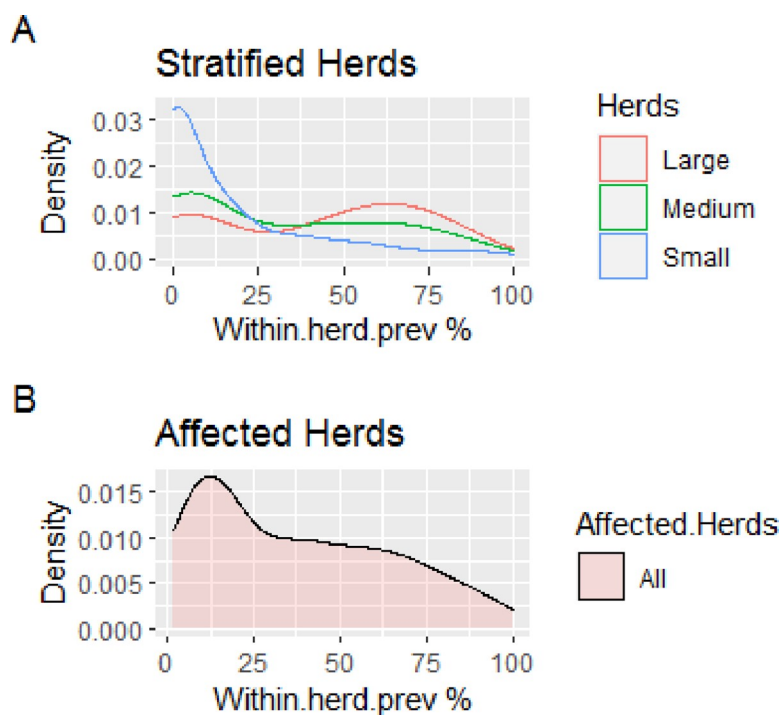 A
Stratified Herds
Density
0.03
0.02
0.01
0.00
0 25 50 75 100
Within.herd.prev %
Herds
Large
Medium
Small
B
Affected Herds
Density
0.015
0.010
0.005
0.000
0 25 50 75 100
Within.herd.prev %
Affected.Herds
All